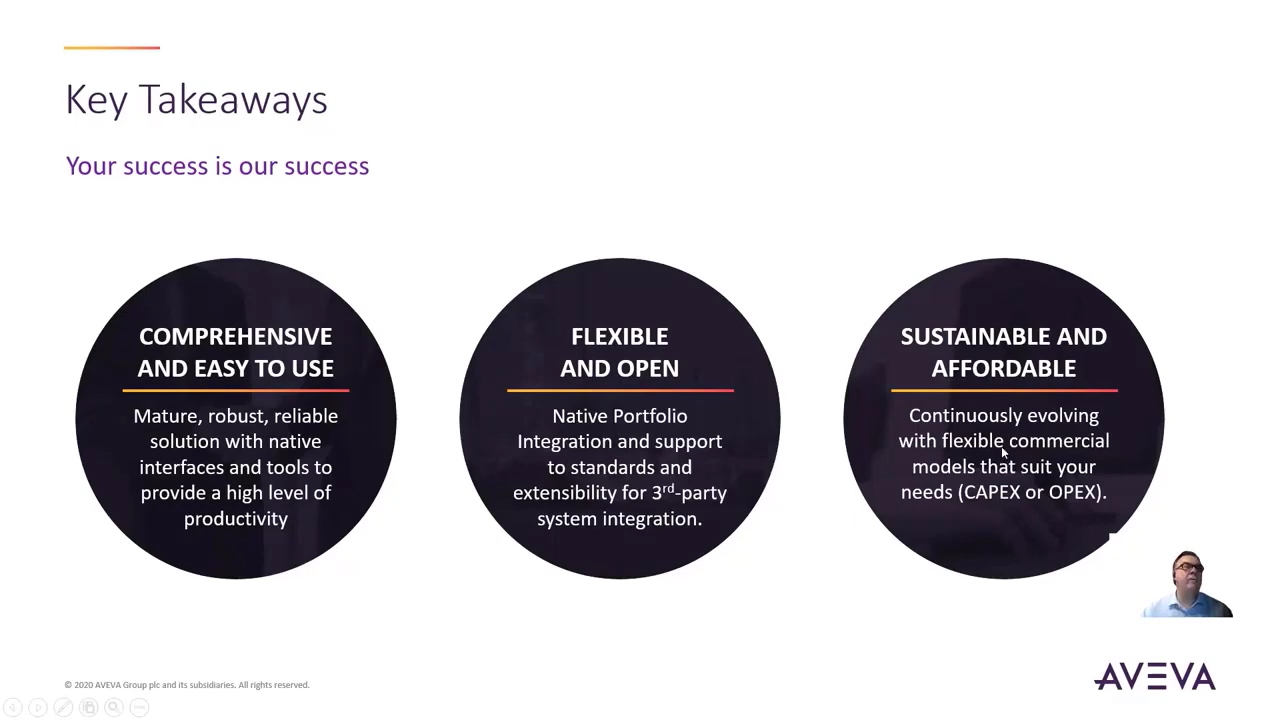 Key Takeaways
Your success is our success
COMPREHENSIVE
AND EASY TO USE
Mature, robust, reliable
solution with native
interfaces and tools to
provide a high level of
productivity
FLEXIBLE
AND OPEN
Native Portfolio
Integration and support
to standards and
extensibility for 3rd-party
system integration.
SUSTAINABLE AND
AFFORDABLE
Continuously evolving
with flexible commercial
models that suit your
needs (CAPEX or OPEX).
© 2020 AVEVA Group plc and its subsidiaries. All rights reserved.
AVEVA